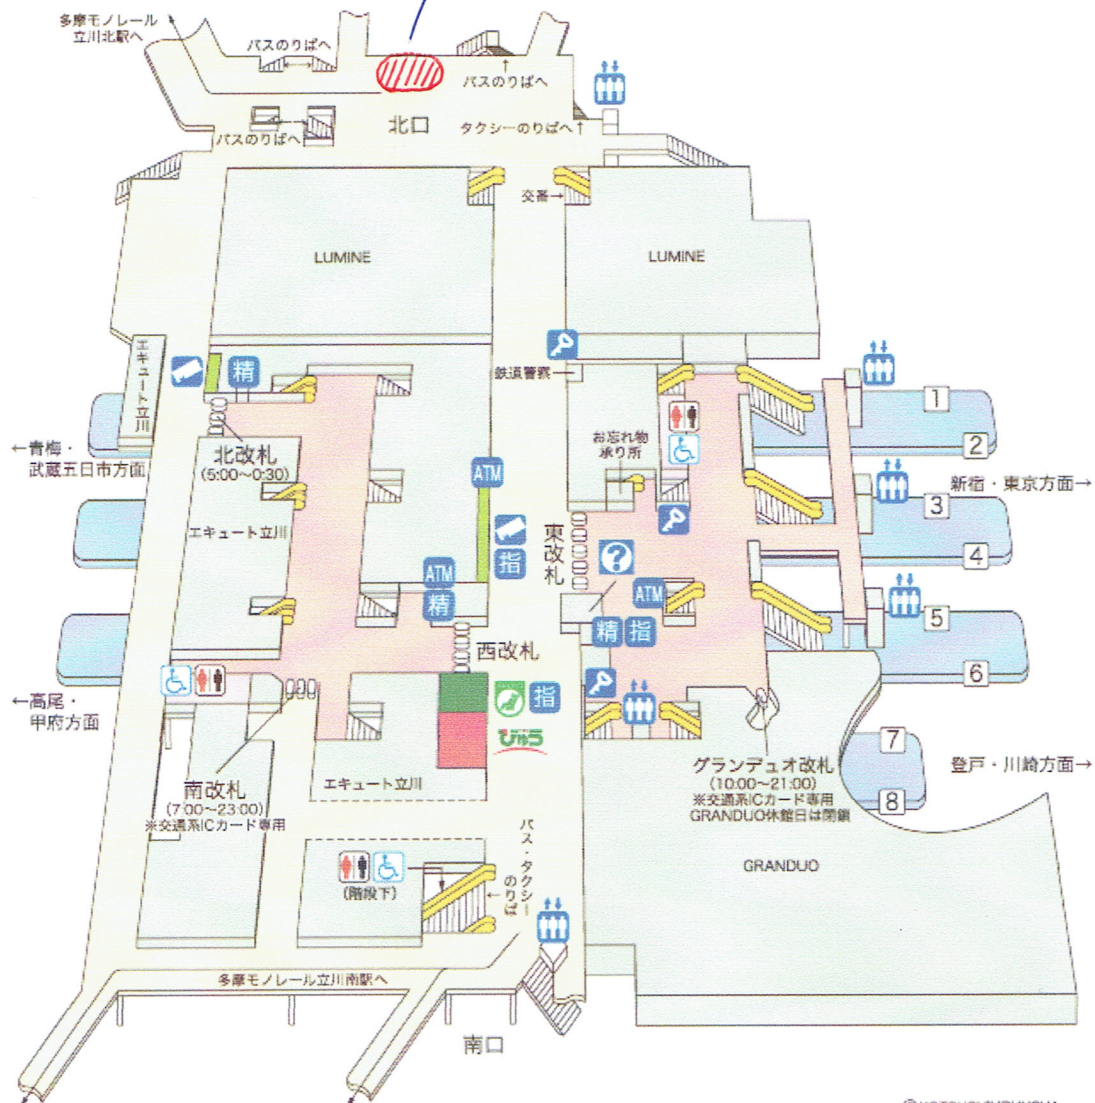 多摩モノレール
立川北駅へ
バスのりばへ
バスのりばへ
北口
タクシーのりばへ↑
バスのりばへ
交番→
LUMINE
LUMINE
エキュート立川
精
鉄道警察
お忘れ物
承り所
1
2
←青梅・
武蔵五日市方面
北改札
(5:00~0:30)
ATM
新宿・東京方面→
3
4
エキュート立川
東改札
指
?
ATM
精
ATM
精 指
5
6
西改札
指
びゅう
←高尾・
甲府方面
南改札
(7:00~23:00)
※交通系ICカード専用
エキュート立川
グランデュオ改札
(10:00~21:00)
※交通系ICカード専用
GRANDUO休館日は閉鎖
7
8
登戸・川崎方面→
バス・タクシー
のりば
(階段下)
GRANDUO
多摩モノレール立川南駅へ
南口